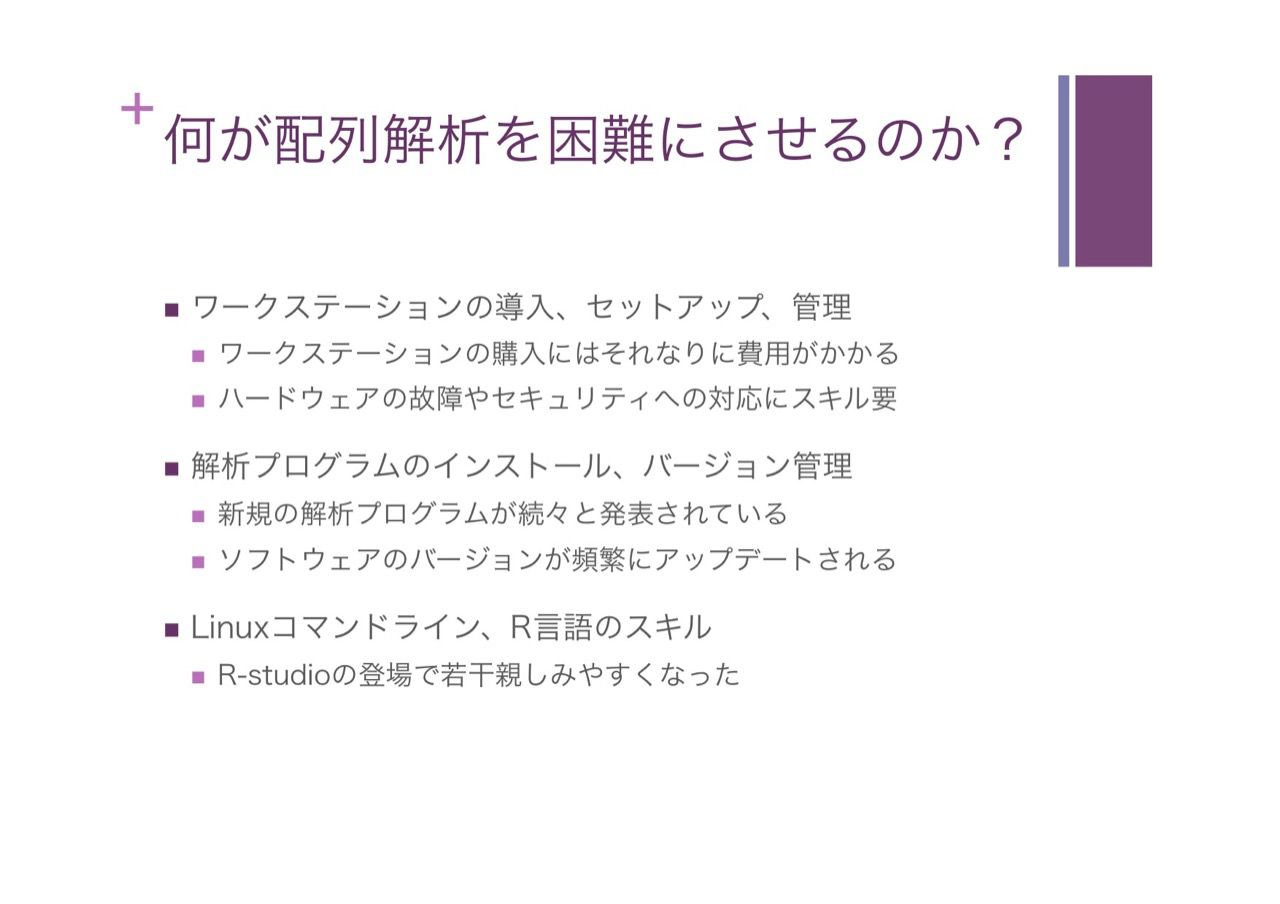 +
何が配列解析を困難にさせるのか？
■ ワークステーションの導入、セットアップ、管理
■ ワークステーションの購入にはそれなりに費用がかかる
■ ハードウェアの故障やセキュリティへの対応にスキル要
■ 解析プログラムのインストール、バージョン管理
■ 新規の解析プログラムが続々と発表されている
■ ソフトウェアのバージョンが頻繁にアップデートされる
■ Linuxコマンドライン、R言語のスキル
■ R-studioの登場で若干親しみやすくなった